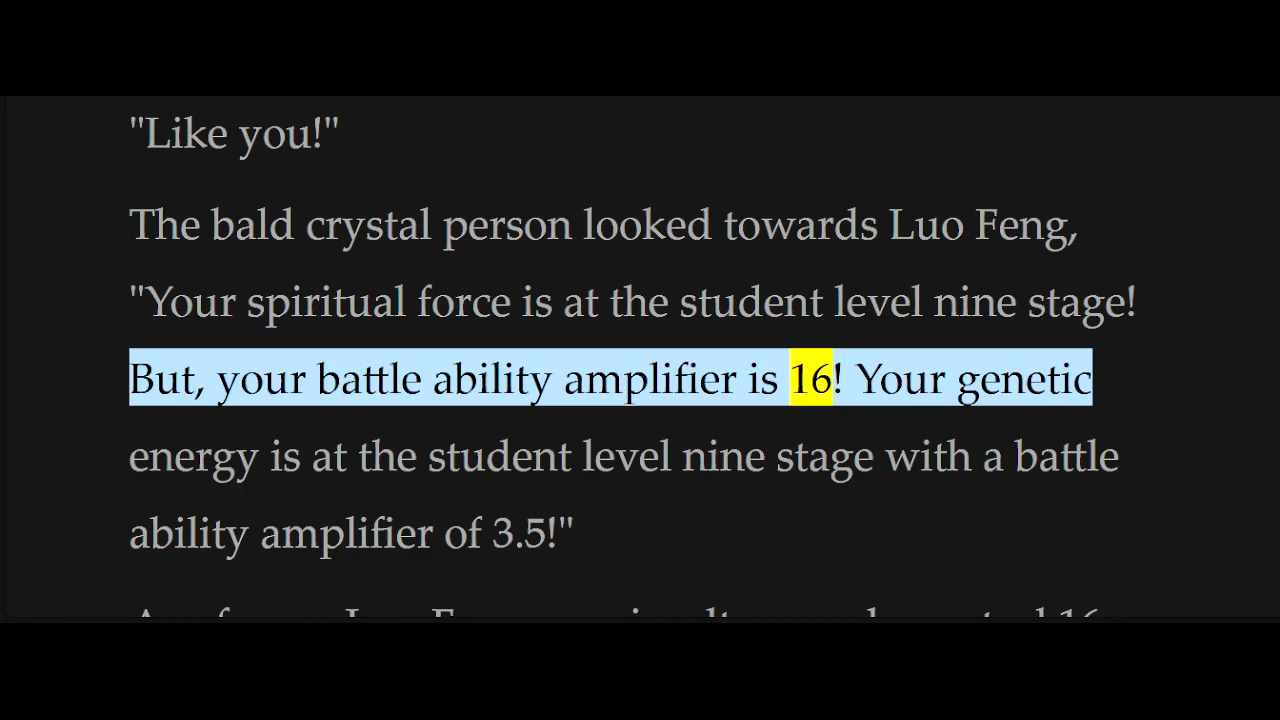 "Like you!"
The bald crystal person looked towards Luo Feng,
"Your spiritual force is at the student level nine stage!
But, your battle ability amplifier is 16! Your genetic
energy is at the student level nine stage with a battle
ability amplifier of 3.5!"